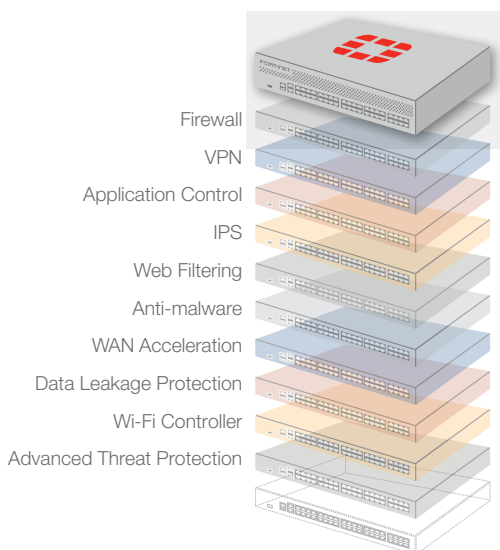 FORTINET
Firewall
VPN
Application Control
IPS
Web Filtering
Anti-malware
WAN Acceleration
Data Leakage Protection
Wi-Fi Controller
Advanced Threat Protection